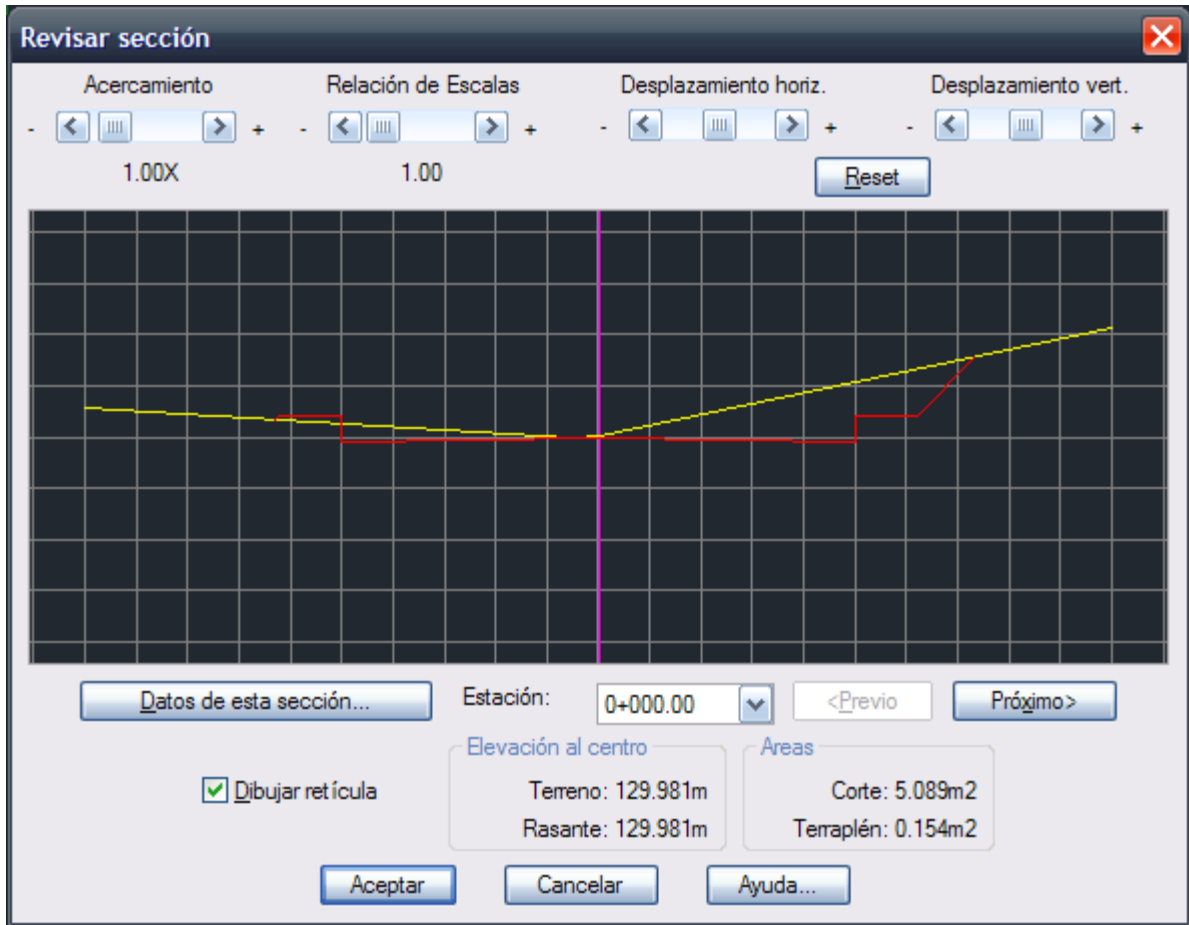 Revisar sección
Acercamiento Relación de Escalas Desplazamiento horiz. Desplazamiento vert.
- + - + - + - +
1.00X 1.00 Reset
Datos de esta sección... Estación: 0+000.00 <Previo Próximo>
Elevación al centro Areas
Dibujar retícula Terreno: 129.981m Corte: 5.089m2
Rasante: 129.981m Terraplén: 0.154m2
Aceptar Cancelar Ayuda...